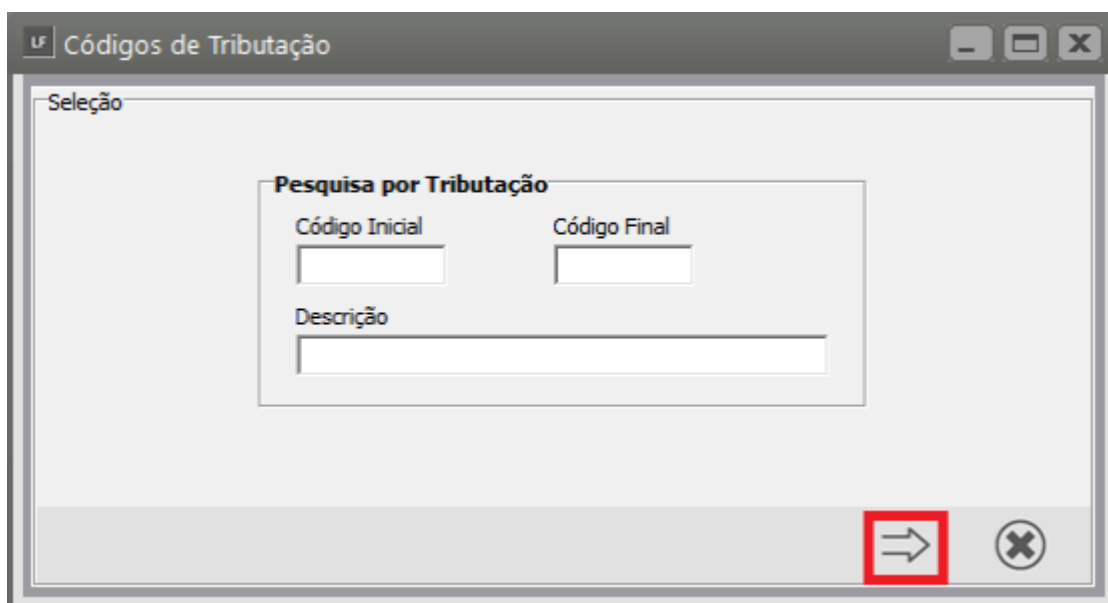 LF Códigos de Tributação
Seleção
Pesquisa por Tributação
Código Inicial Código Final
Descrição